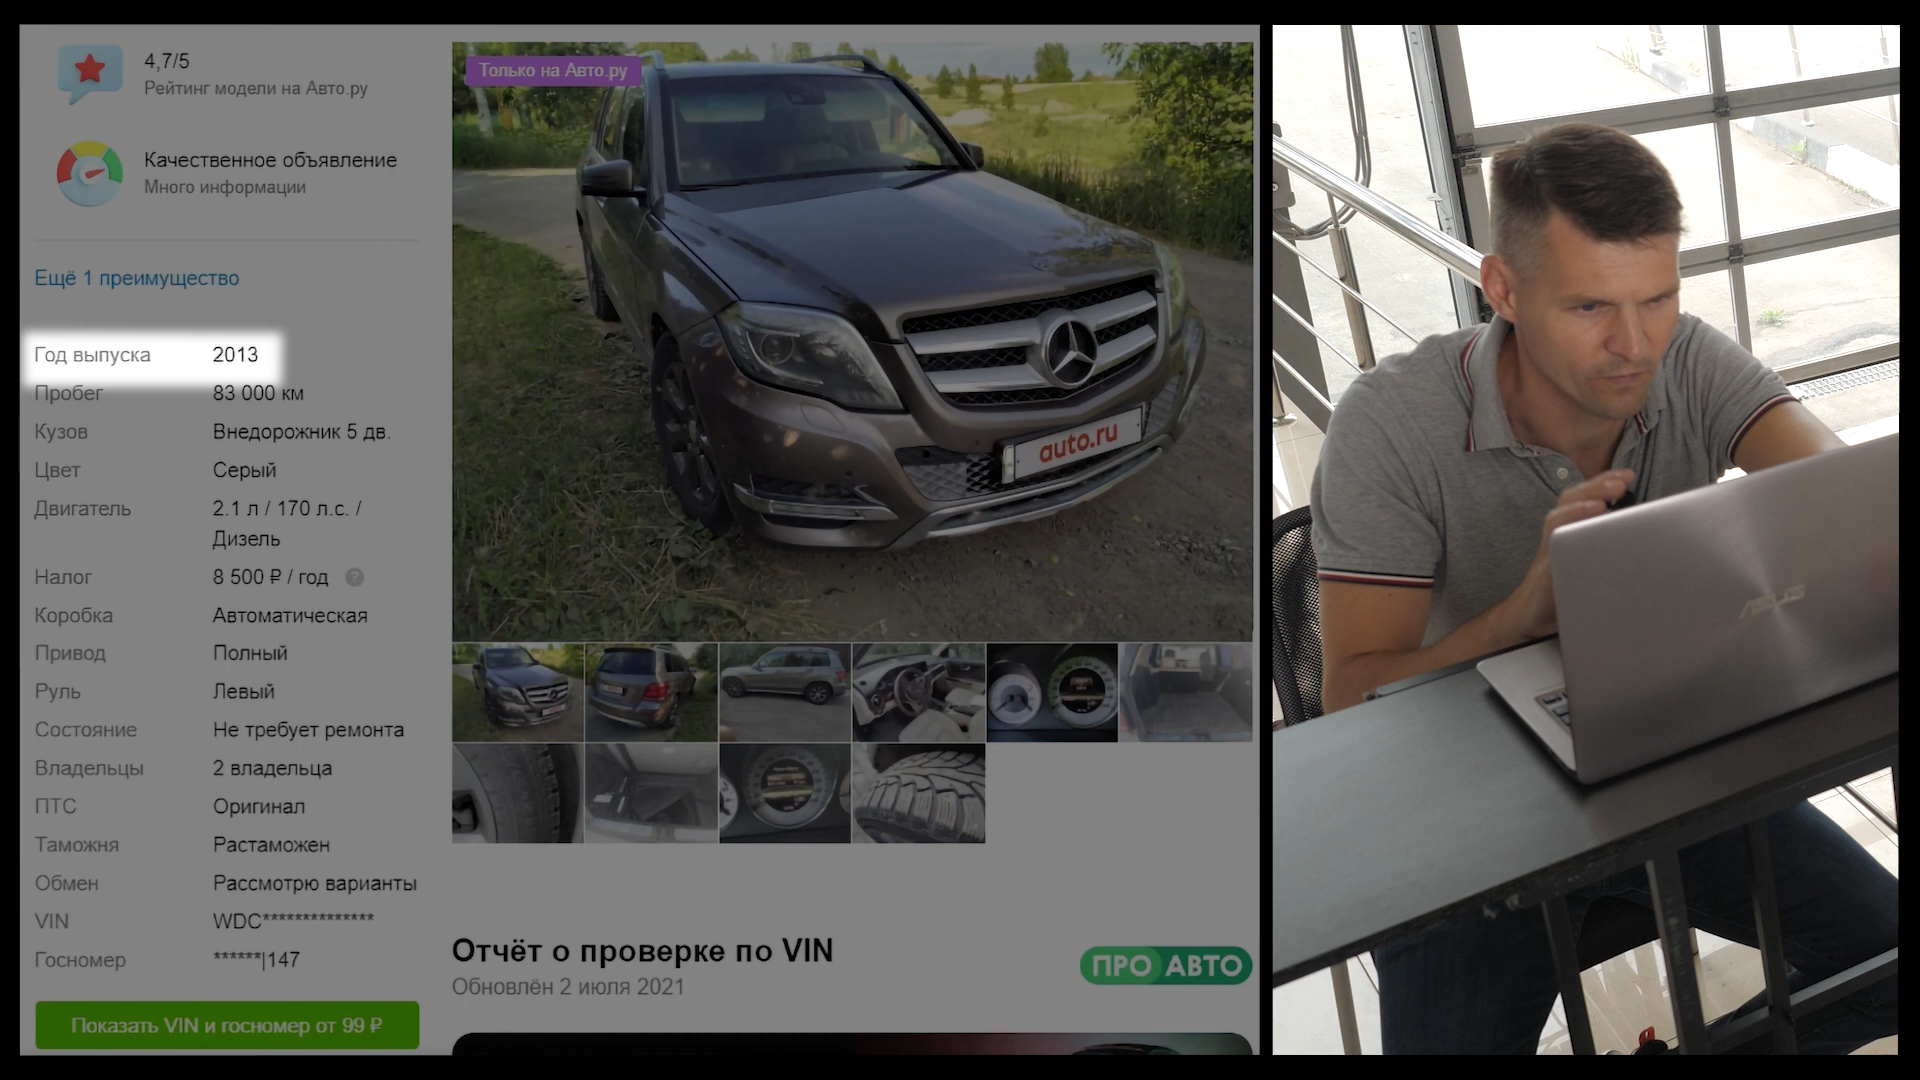 4,7/5
Рейтинг модели на Авто.ру
Качественное объявление
Много информации
Ещё 1 преимущество
Год выпуска 2013
Пробег 83 000 км
Кузов Внедорожник 5 дв.
Цвет Серый
Двигатель 2.1 л / 170 л.с. /
Дизель
Налог 8 500 ₽ / год ?
Коробка Автоматическая
Привод Полный
Руль Левый
Состояние Не требует ремонта
Владельцы 2 владельца
ПТС Оригинал
Таможня Растаможен
Обмен Рассмотрю варианты
VIN WDC**************
Госномер ******|147
Показать VIN и госномер от 99 ₽
Только на Авто.ру
auto.ru
Отчёт о проверке по VIN
Обновлён 2 июля 2021
ПРО АВТО
ASUS